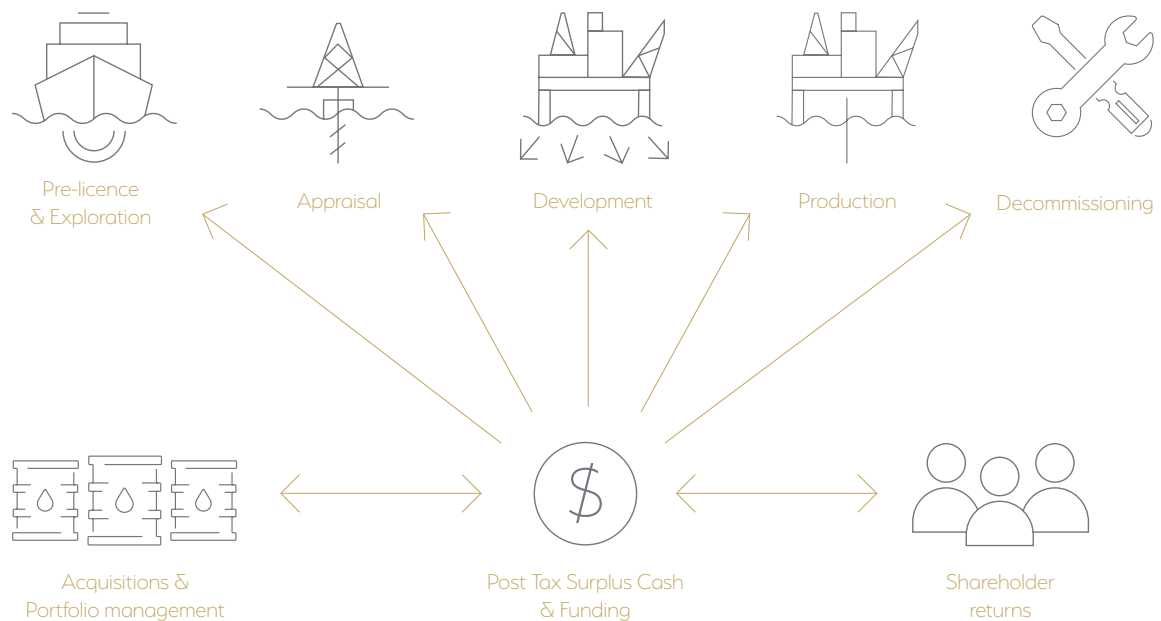 Pre-licence
& Exploration
Appraisal
Development
Production
Decommissioning
$
Acquisitions &
Portfolio management
Post Tax Surplus Cash
& Funding
Shareholder
returns